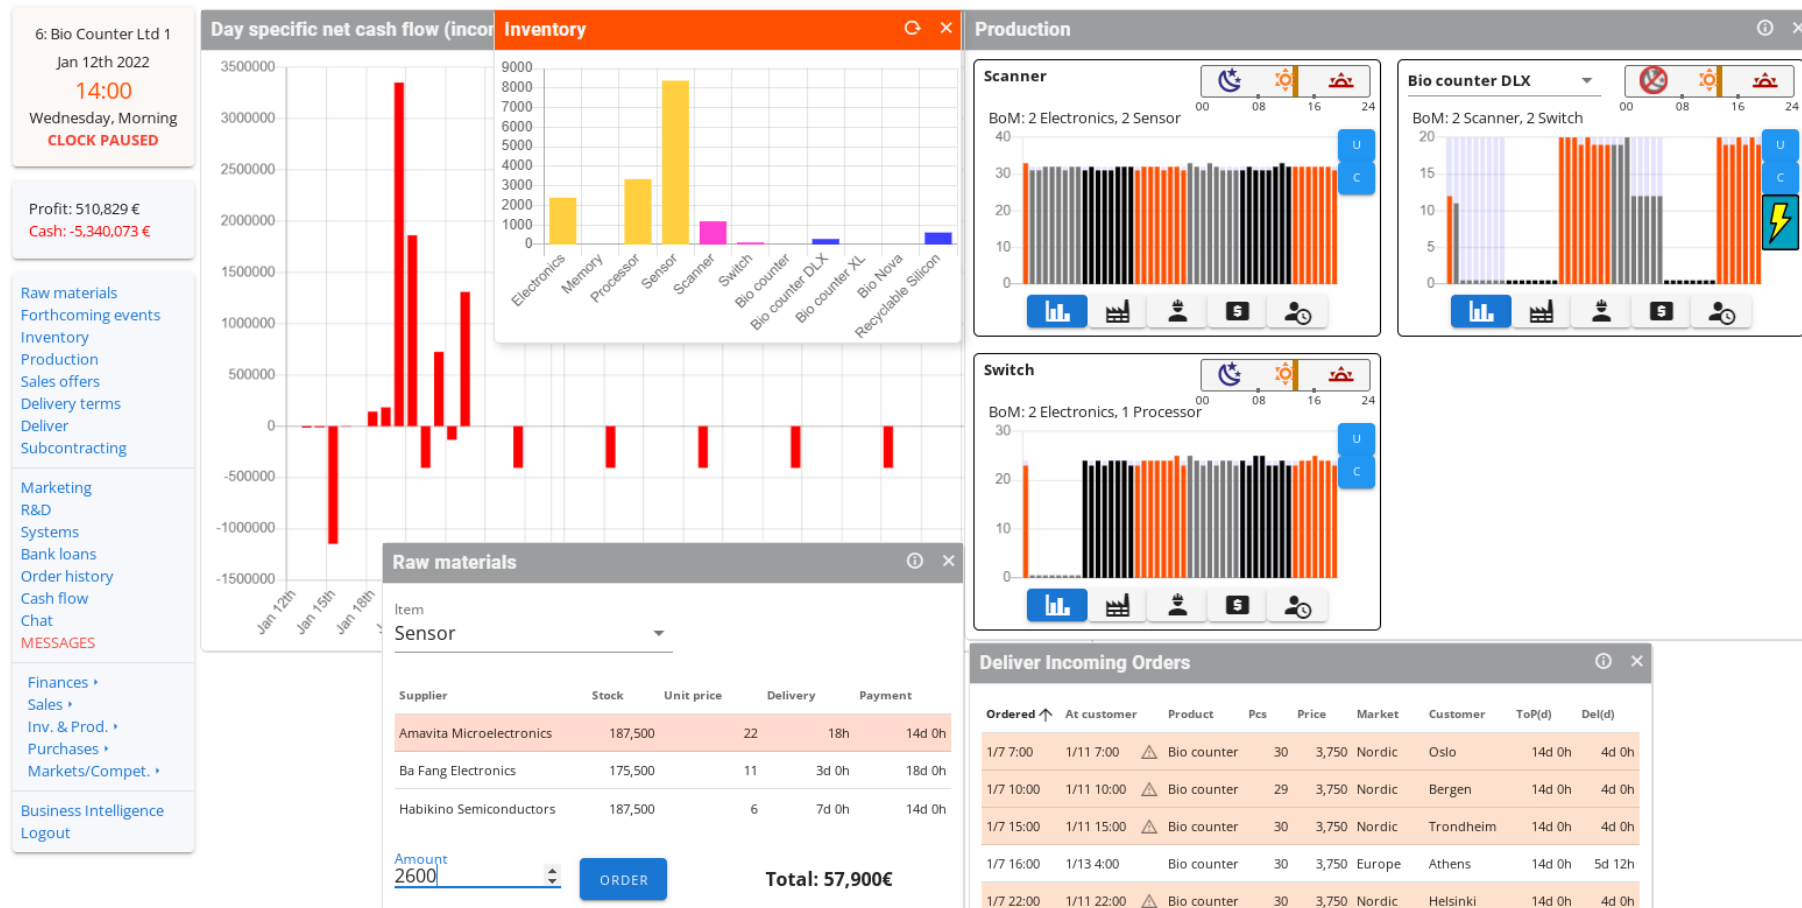 6: Bio Counter Ltd 1
Jan 12th 2022
14:00
Wednesday, Morning
CLOCK PAUSED
Profit: 510,829 €
Cash: -5,340,073 €
Raw materials
Forthcoming events
Inventory
Production
Sales offers
Delivery terms
Deliver
Subcontracting
Marketing
R&D
Systems
Bank loans
Order history
Cash flow
Chat
MESSAGES
Finances
Sales
Inv. & Prod.
Purchases
Markets/Compet.
Business Intelligence
Logout
Day specific net cash flow (incor
3500000
3000000
2500000
2000000
1500000
1000000
500000
0
-500000
-1000000
-1500000
Jan 12th
Jan 15th
Jan 18th
Inventory
9000
8000
7000
6000
5000
4000
3000
2000
1000
0
Electronics
Memory
Processor
Sensor
Scanner
Switch
Bio counter
Bio counter DLX
Bio counter XL
Bio Nova
Recyclable Silicon
Production
Scanner
00 08 16 24
BoM: 2 Electronics, 2 Sensor
40
30
20
10
0
U
C
Bio counter DLX
00 08 16 24
BoM: 2 Scanner, 2 Switch
20
15
10
5
0
U
C
Switch
00 08 16 24
BoM: 2 Electronics, 1 Processor
30
20
10
0
U
C
Raw materials
Item
Sensor
Supplier Stock Unit price Delivery Payment
Amavita Microelectronics 187,500 22 18h 14d 0h
Ba Fang Electronics 175,500 11 3d 0h 18d 0h
Habikino Semiconductors 187,500 6 7d 0h 14d 0h
Amount
2600
ORDER
Total: 57,900€
Deliver Incoming Orders
Ordered At customer Product Pcs Price Market Customer ToP(d) Del(d)
1/7 7:00 1/11 7:00 Bio counter 30 3,750 Nordic Oslo 14d 0h 4d 0h
1/7 10:00 1/11 10:00 Bio counter 29 3,750 Nordic Bergen 14d 0h 4d 0h
1/7 15:00 1/11 15:00 Bio counter 30 3,750 Nordic Trondheim 14d 0h 4d 0h
1/7 16:00 1/13 4:00 Bio counter 30 3,750 Europe Athens 14d 0h 5d 12h
1/7 22:00 1/11 22:00 Bio counter 30 3,750 Nordic Helsinki 14d 0h 4d 0h